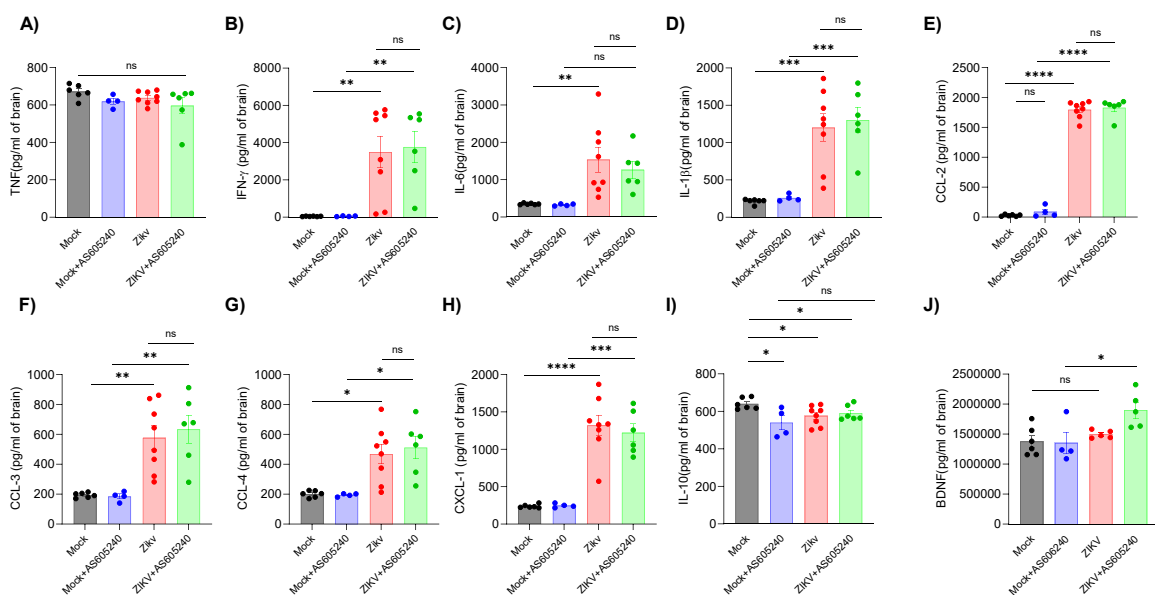 A)
ns
TNF(pg/ml of brain)
800
600
400
200
0
Mock
Mock+AS605240
Zikv
ZIKV+AS605240
B)
ns
**
**
IFN-γ (pg/ml of brain)
8000
6000
4000
2000
0
Mock
Mock+AS605240
Zikv
ZIKV+AS605240
C)
ns
ns
**
IL-6(pg/ml of brain)
4000
3000
2000
1000
0
Mock
Mock+AS605240
Zikv
ZIKV+AS605240
D)
ns
***
***
IL-1β(pg/ml of brain)
2000
1500
1000
500
0
Mock
Mock+AS605240
Zikv
ZIKV+AS605240
E)
ns
****
****
ns
CCL-2 (pg/ml of brain)
2500
2000
1500
1000
500
0
Mock
Mock+AS605240
Zikv
ZIKV+AS605240
F)
ns
**
**
CCL-3 (pg/ml of brain)
1000
800
600
400
200
0
Mock
Mock+AS605240
Zikv
ZIKV+AS605240
G)
ns
*
*
CCL-4 (pg/ml of brain)
1000
800
600
400
200
0
Mock
Mock+AS605240
Zikv
ZIKV+AS605240
H)
ns
***
****
CXCL-1 (pg/ml of brain)
2000
1500
1000
500
0
Mock
Mock+AS605240
Zikv
ZIKV+AS605240
I)
ns
*
*
*
IL-10(pg/ml of brain)
800
600
400
200
0
Mock
Mock+AS605240
Zikv
ZIKV+AS605240
J)
*
ns
BDNF(pg/ml of brain)
2500000
2000000
1500000
1000000
500000
0
Mock
Mock+AS606240
ZIKV
ZIKV+AS605240